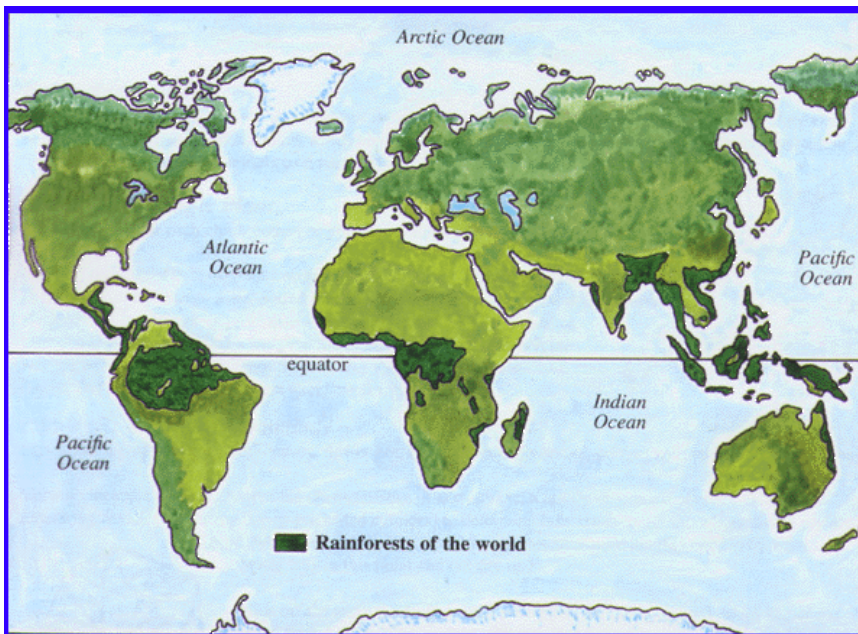 Arctic Ocean
Atlantic
Ocean
Pacific
Ocean
equator
Indian
Ocean
Pacific
Ocean
Rainforests of the world